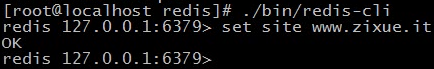 [root@localhost redis]# ./bin/redis-cli
redis 127.0.0.1:6379> set site www.zixue.it
OK
redis 127.0.0.1:6379>